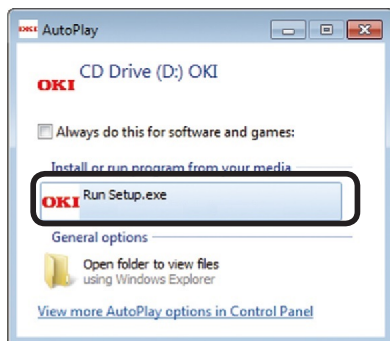 OKI AutoPlay
CD Drive (D:) OKI
OKI
Always do this for software and games:
Install or run program from your media
OKI Run Setup.exe
General options
Open folder to view files
using Windows Explorer
View more AutoPlay options in Control Panel